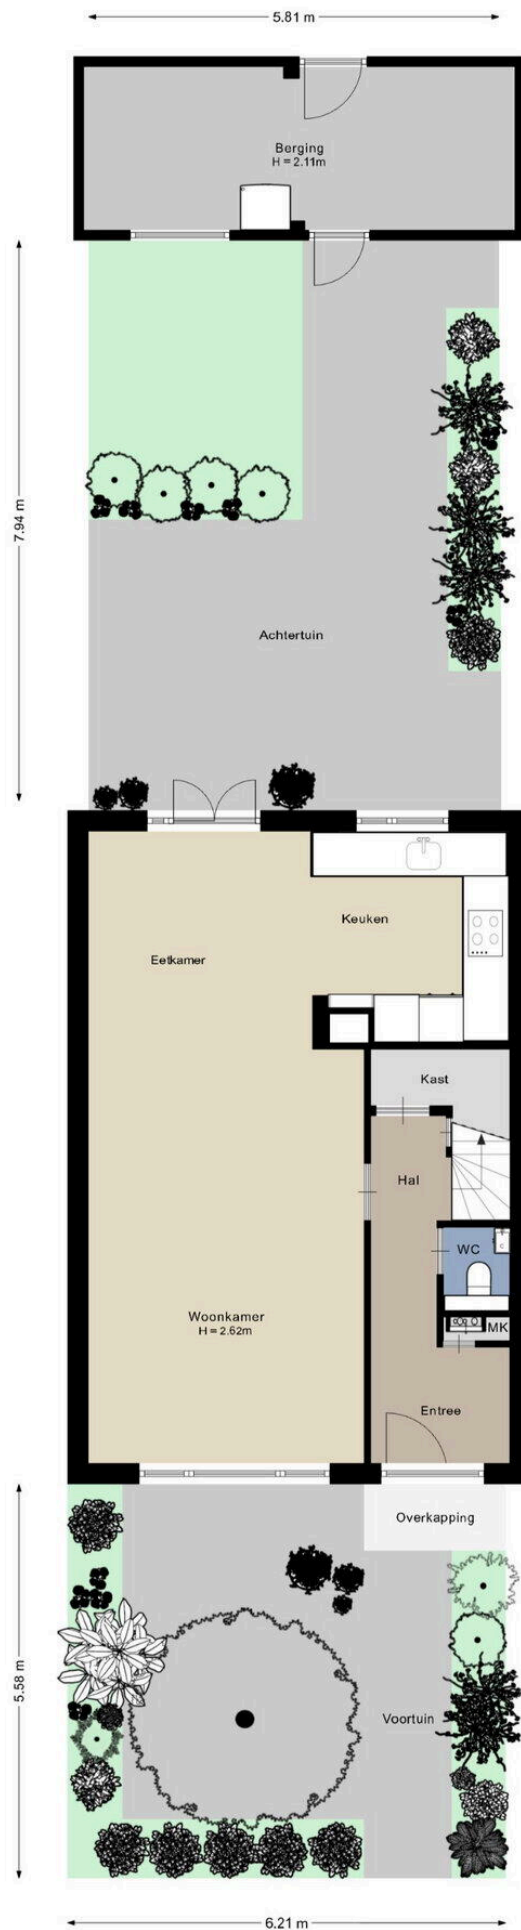 5.81 m
Berging
H = 2.11m
7.94 m
Achtertuin
Keuken
Eetkamer
Kast
Hal
WC
Woonkamer
H = 2.62m
MK
Entree
Overkapping
5.58 m
Voortuin
6.21 m